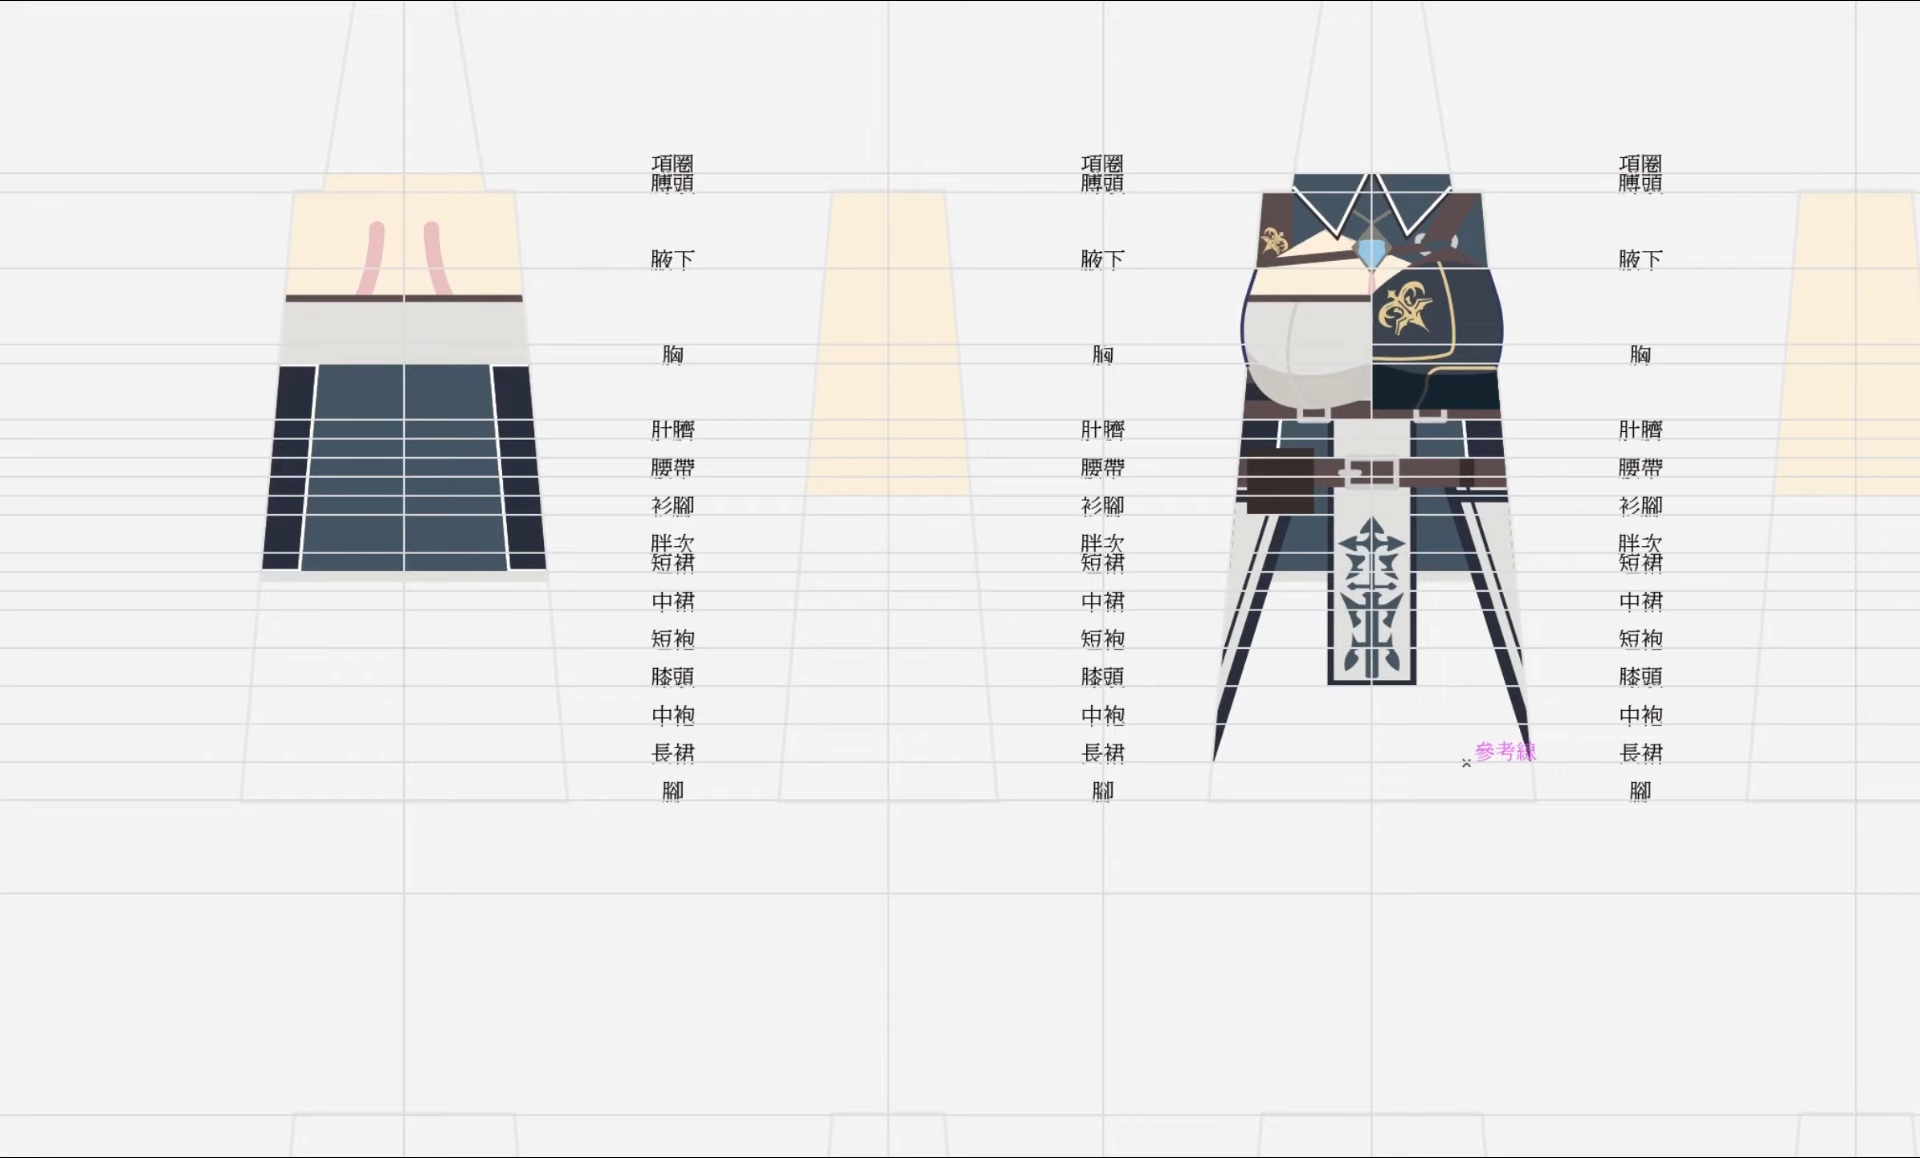 項圈
膊頭
腋下
胸
肚臍
腰帶
衫腳
胖次
短裙
中裙
短袍
膝頭
中袍
長裙
腳
項圈
膊頭
腋下
胸
肚臍
腰帶
衫腳
胖次
短裙
中裙
短袍
膝頭
中袍
長裙
腳
參考線
項圈
膊頭
腋下
胸
肚臍
腰帶
衫腳
胖次
短裙
中裙
短袍
膝頭
中袍
長裙
腳